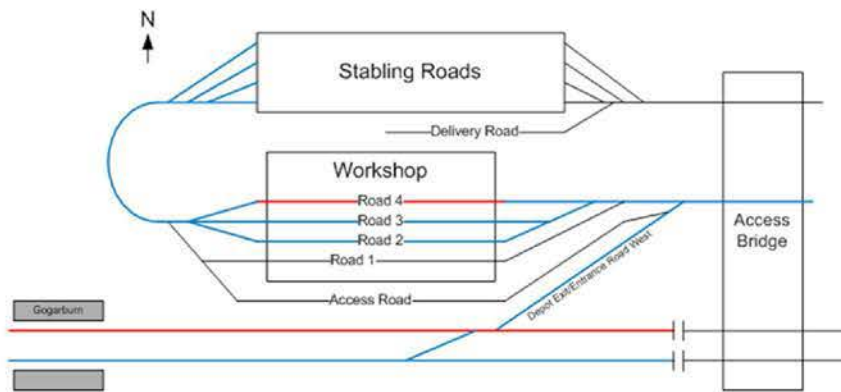 N
Stabling Roads
Delivery Road
Workshop
Road 4
Road 3
Road 2
Road 1
Access Road
Depot Exit/Entrance Road West
Access
Bridge
Gogarburn